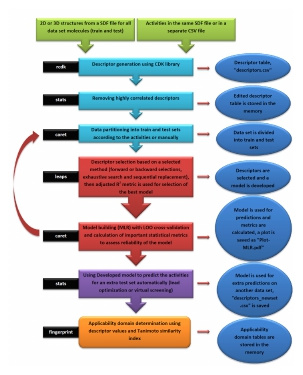 2D or 3D structures from a SDF file for all
data set molecules (train and test)
Activities in the same SDF file or in a
separate CSV file
rcdk
Descriptor generation using CDK library
Descriptor table,
"descriptors.csv"
stats
Removing highly correlated descriptors
Edited descriptor
table is stored in the
memory
caret
Data partitioning into train and test sets
according to the activities or manually
Data set is divided
into train and test
sets
leaps
Descriptor selection based on a selected
method (forward or backward selections,
exhaustive search and sequential replacement),
then adjusted R² metric is used for selection of
the best model
Descriptors are
selected and a
model is developed
caret
Model building (MLR) with LOO cross validation
and calculation of important statistical metrics
to assess reliability of the model
Model is used for
predictions and
metrics are
calculated, a plot is
saved as "Plot-
MLR.pdf"
stats
Using Developed model to predict the activities
for an extra test set automatically (lead
optimization or virtual screening)
Model is used for
extra predictions on
another data set,
"descriptors_newset
.csv" is saved
fingerprint
Applicability domain determination using
descriptor values and Tanimoto similarity
index
Applicability
domain tables are
stored in the
memory